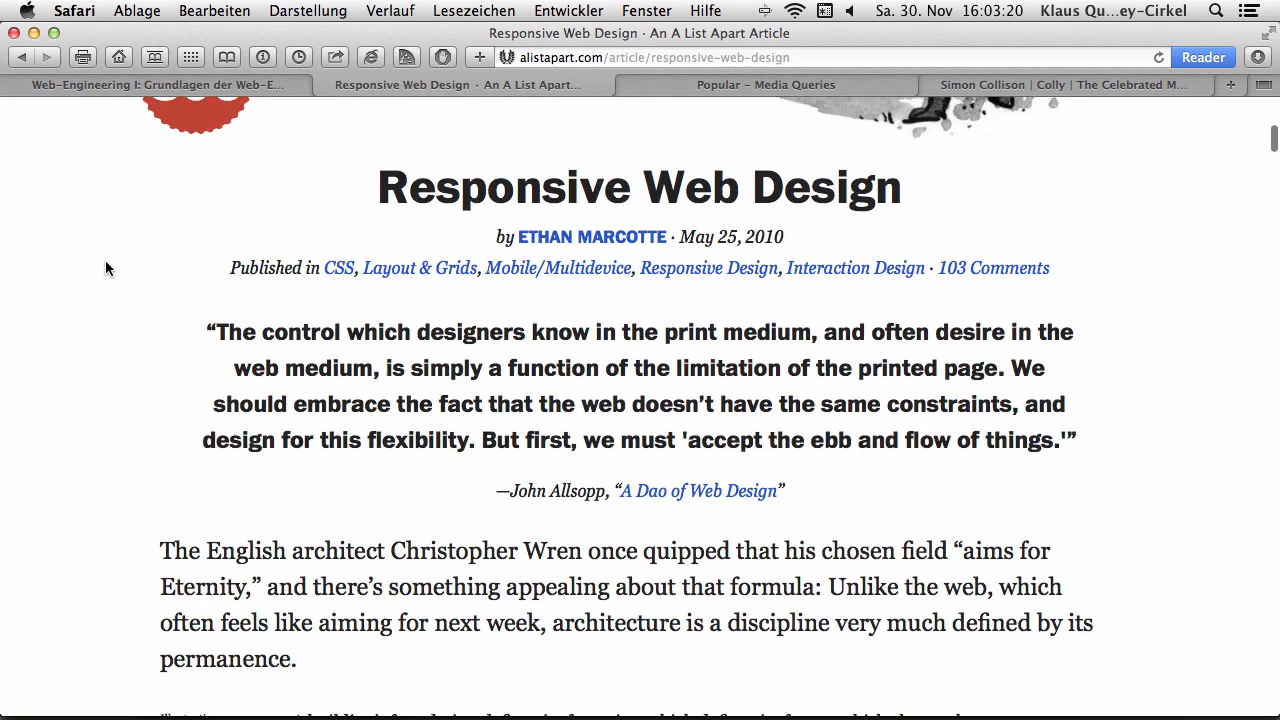 Safari Ablage Bearbeiten Darstellung Verlauf Lesezeichen Entwickler Fenster Hilfe Sa. 30. Nov 16:03:20 Klaus Qu…ey-Cirkel
Responsive Web Design · An A List Apart Article
alistapart.com/article/responsive-web-design Reader
Web-Engineering I: Grundlagen der Web-E... Responsive Web Design · An A List Apart... Popular – Media Queries Simon Collison | Colly | The Celebrated M...
Responsive Web Design
by ETHAN MARCOTTE · May 25, 2010
Published in CSS, Layout & Grids, Mobile/Multidevice, Responsive Design, Interaction Design · 103 Comments
“The control which designers know in the print medium, and often desire in the
web medium, is simply a function of the limitation of the printed page. We
should embrace the fact that the web doesn’t have the same constraints, and
design for this flexibility. But first, we must 'accept the ebb and flow of things.'”
—John Allsopp, “A Dao of Web Design”
The English architect Christopher Wren once quipped that his chosen field “aims for
Eternity,” and there’s something appealing about that formula: Unlike the web, which
often feels like aiming for next week, architecture is a discipline very much defined by its
permanence.